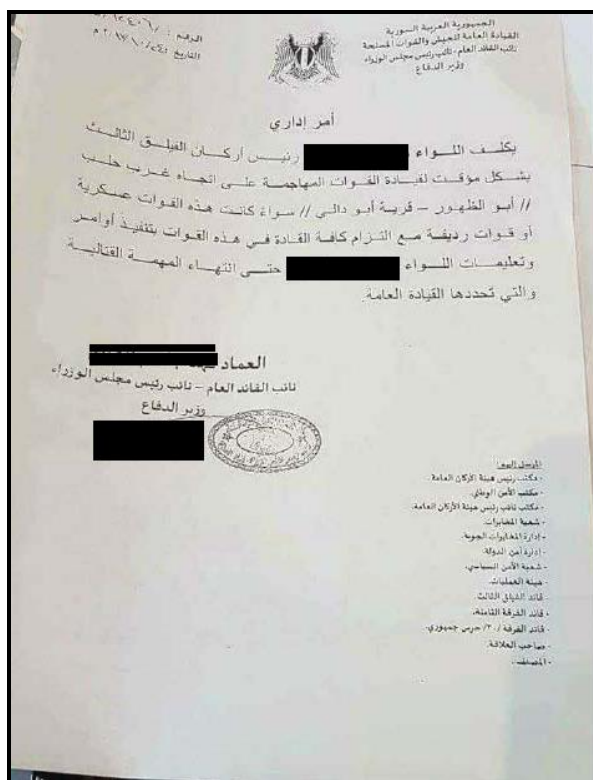 الجمهورية العربية السورية
القيادة العامة للجيش والقوات المسلحة
نائب القائد العام - نائب رئيس مجلس الوزراء
وزير الدفاع
الرقم :
التاريخ
أمر إداري
يكلف اللواء رئيس أركان الفيلق الثالث
بشكل مؤقت لقيادة القوات المهاجمة على اتجاه غرب حلب
// أبو الظهور - قرية أبو دالي // سواءً كانت هذه القوات عسكرية
أو قوات رديفة مع التزام كافة القادة في هذه القوات بتنفيذ أوامر
وتعليمات اللواء حتى انتهاء المهمة القتالية
والتي تحددها القيادة العامة.
العماد
نائب القائد العام - نائب رئيس مجلس الوزراء
وزير الدفاع
المرسل إليهم:
- مكتب رئيس هيئة الأركان العامة.
- مكتب الأمن الوطني.
- مكتب نائب رئيس هيئة الأركان العامة.
- شعبة المخابرات.
- إدارة المخابرات الجوية.
- إدارة أمن الدولة.
- شعبة الأمن السياسي.
- هيئة العمليات.
- قائد الفيلق الثالث.
- قائد الفرقة الثامنة.
- قائد الفرقة /٣٠/ حرس جمهوري.
- صاحب العلاقة.
- المصنف.